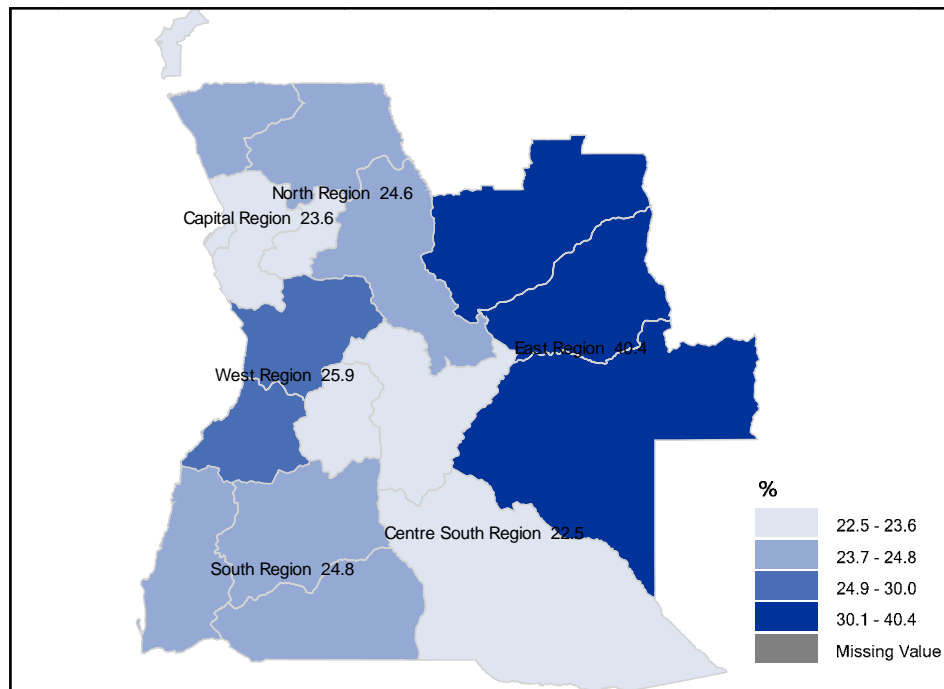 North Region 24.6
Capital Region 23.6
East Region 40.4
West Region 25.9
Centre South Region 22.5
South Region 24.8
%
22.5 - 23.6
23.7 - 24.8
24.9 - 30.0
30.1 - 40.4
Missing Value